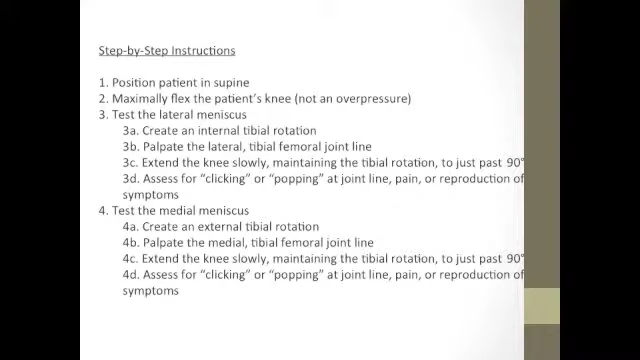 Step-by-Step Instructions
1. Position patient in supine
2. Maximally flex the patient's knee (not an overpressure)
3. Test the lateral meniscus
3a. Create an internal tibial rotation
3b. Palpate the lateral, tibial femoral joint line
3c. Extend the knee slowly, maintaining the tibial rotation, to just past 90°
3d. Assess for "clicking" or "popping" at joint line, pain, or reproduction of
symptoms
4. Test the medial meniscus
4a. Create an external tibial rotation
4b. Palpate the medial, tibial femoral joint line
4c. Extend the knee slowly, maintaining the tibial rotation, to just past 90°
4d. Assess for "clicking" or "popping" at joint line, pain, or reproduction of
symptoms